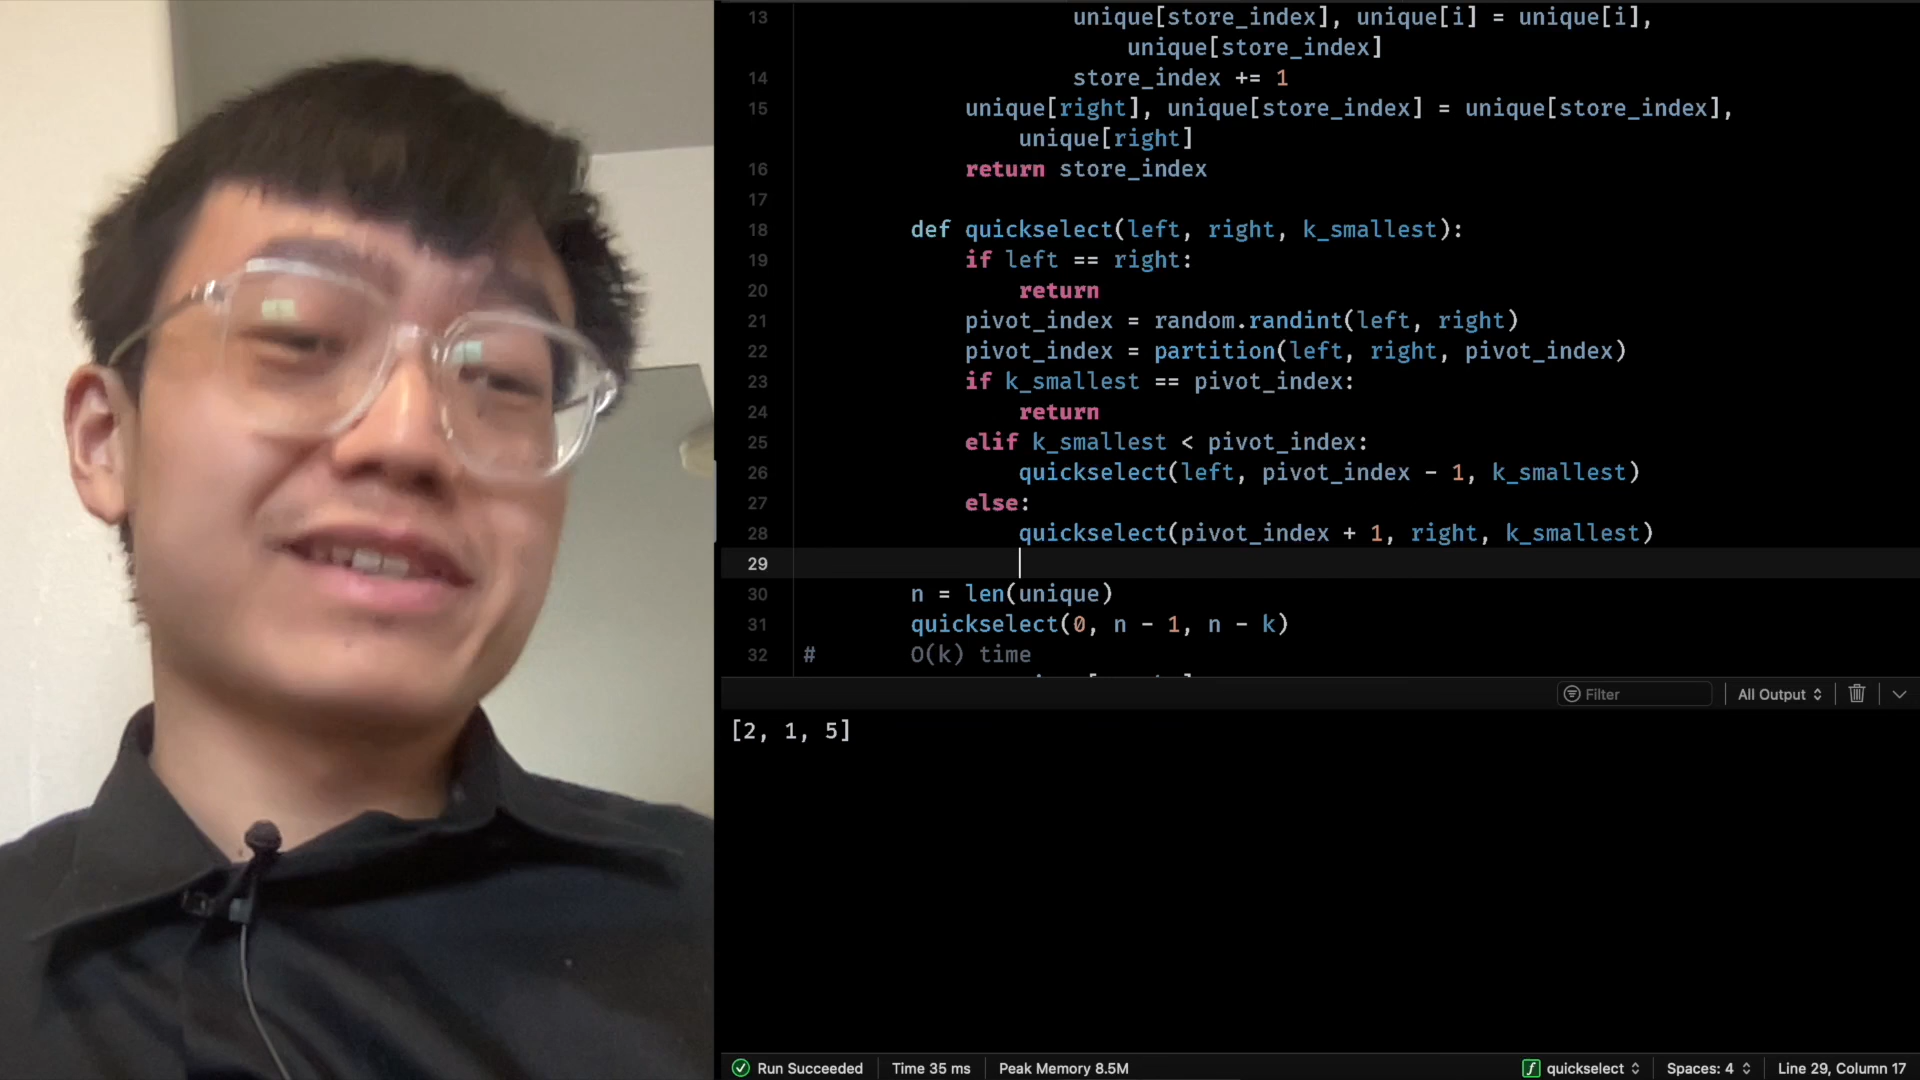 13 unique[store_index], unique[i] = unique[i],
unique[store_index]
14 store_index += 1
15 unique[right], unique[store_index] = unique[store_index],
unique[right]
16 return store_index
17
18 def quickselect(left, right, k_smallest):
19 if left == right:
20 return
21 pivot_index = random.randint(left, right)
22 pivot_index = partition(left, right, pivot_index)
23 if k_smallest == pivot_index:
24 return
25 elif k_smallest < pivot_index:
26 quickselect(left, pivot_index - 1, k_smallest)
27 else:
28 quickselect(pivot_index + 1, right, k_smallest)
29
30 n = len(unique)
31 quickselect(0, n - 1, n - k)
32 # O(k) time
Filter All Output
[2, 1, 5]
Run Succeeded Time 35 ms Peak Memory 8.5M f quickselect Spaces: 4 Line 29, Column 17